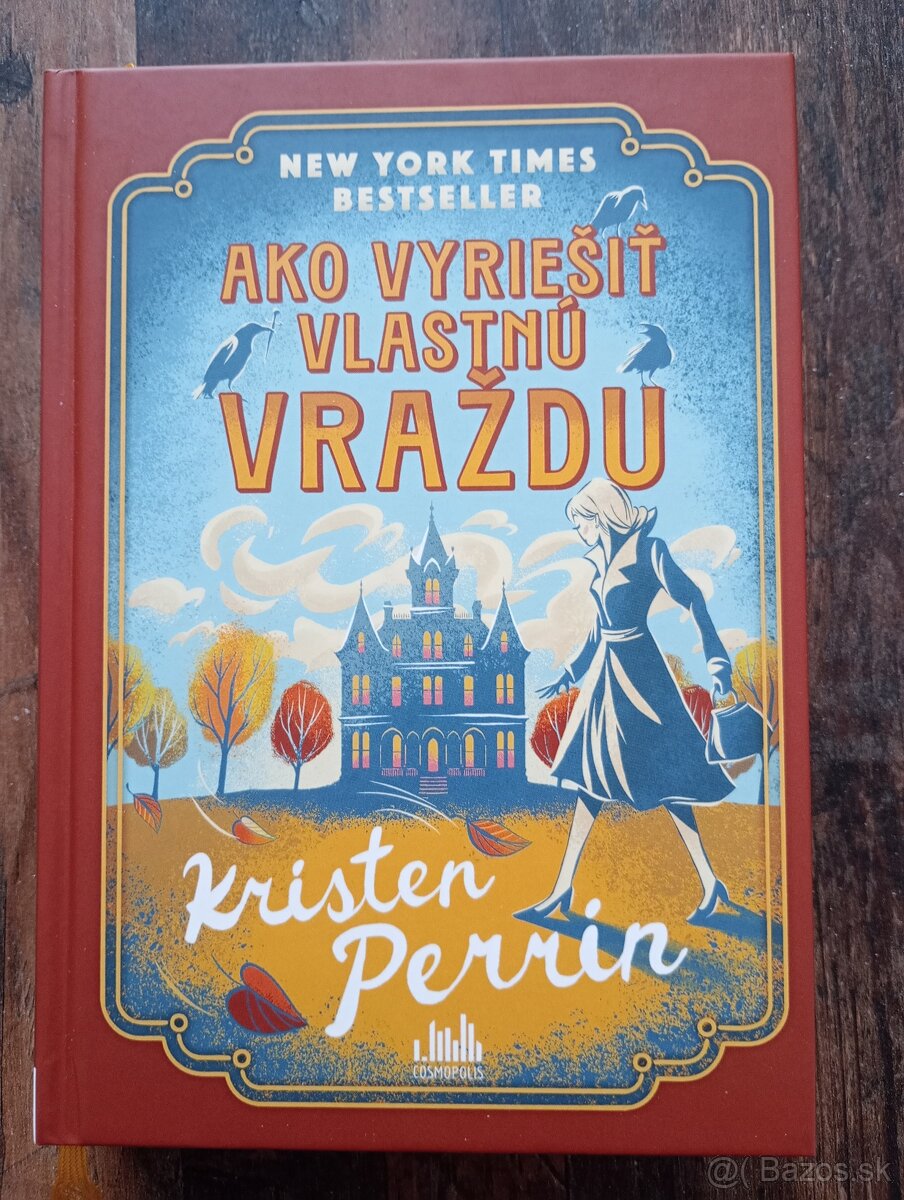 NEW YORK TIMES
BESTSELLER
AKO VYRIEŠIŤ
VLASTNÚ
VRAŽDU
Kristen
Perrin
COSMOPOLIS
@( Bazos.sk